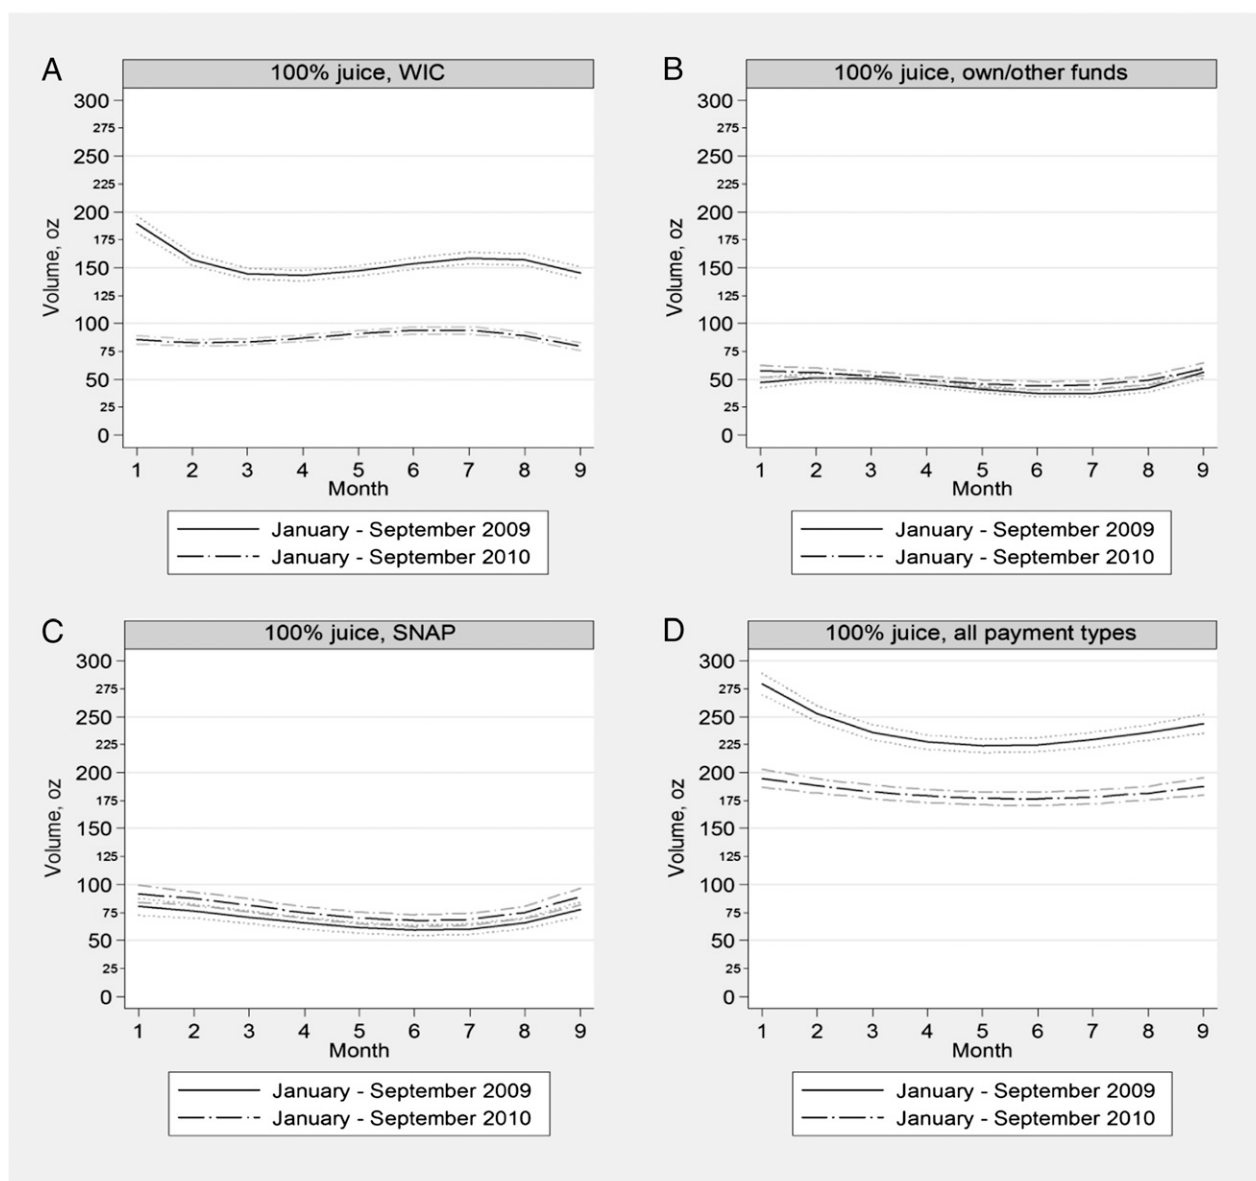 A
100% juice, WIC
300
275
250
225
200
175
150
125
100
75
50
25
0
Volume, oz
1 2 3 4 5 6 7 8 9
Month
January - September 2009
January - September 2010
B
100% juice, own/other funds
300
275
250
225
200
175
150
125
100
75
50
25
0
Volume, oz
1 2 3 4 5 6 7 8 9
Month
January - September 2009
January - September 2010
C
100% juice, SNAP
300
275
250
225
200
175
150
125
100
75
50
25
0
Volume, oz
1 2 3 4 5 6 7 8 9
Month
January - September 2009
January - September 2010
D
100% juice, all payment types
300
275
250
225
200
175
150
125
100
75
50
25
0
Volume, oz
1 2 3 4 5 6 7 8 9
Month
January - September 2009
January - September 2010